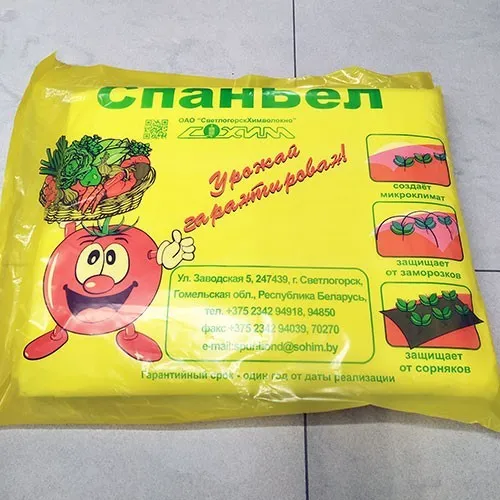 СпанБел
ОАО "СветлогорскХимволокно"
СОХИМ
Урожай
гарантирован!
создаёт
микроклимат
защищает
от заморозков
защищает
от сорняков
Ул. Заводская 5, 247439, г. Светлогорск,
Гомельская обл., Республика Беларусь,
тел. +375 2342 94918, 94850
факс +375 2342 94039, 70270
e-mail:spunbond@sohim.by
Гарантийный срок - один год от даты реализации